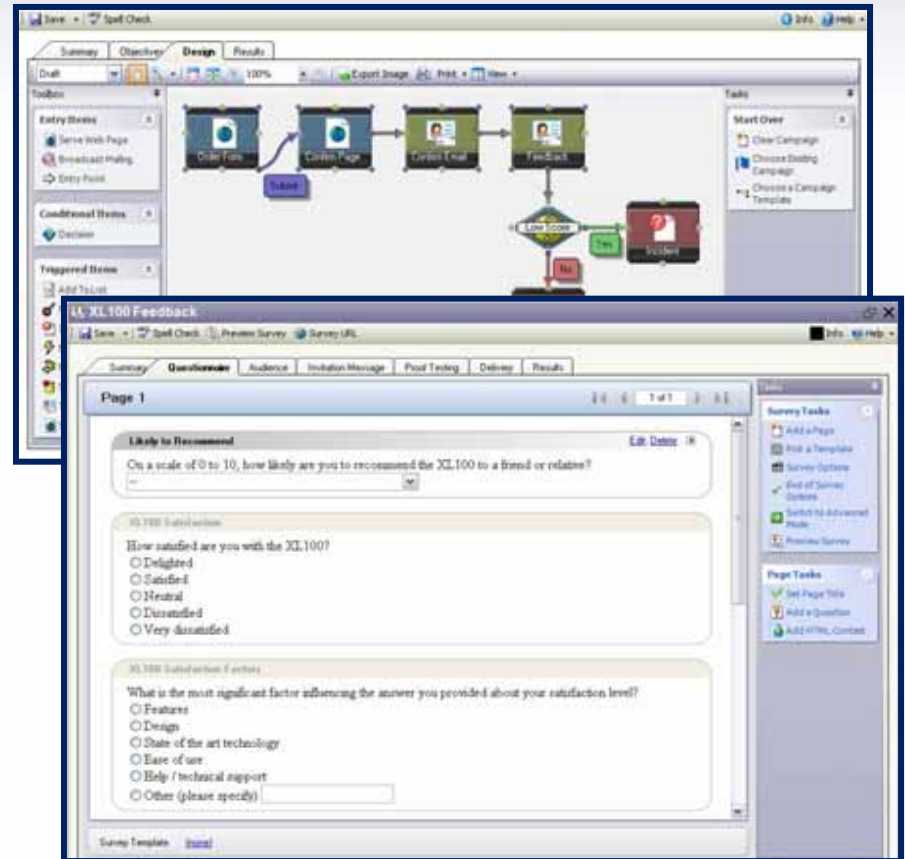 Save Spell Check Info Help
Summary Objectives Design Results
Draft 100% Export Image Print View
Toolbox
Tasks
Entry Items
Serve Web Page
Broadcast Mailing
Entry Point
Conditional Items
Decision
Triggered Items
Add To List
Order Form
Confirm Page
Confirm Email
Feedback
Submit
Low Score
Yes
No
Incident
Start Over
Clear Campaign
Choose Existing
Campaign
Choose a Campaign
Template
XL100 Feedback
Save Spell Check Preview Survey Survey URL Info Help
Summary Questionnaire Audience Invitation Message Proof Testing Delivery Results
Page 1
1 of 1
Likely to Recommend Edit Delete
On a scale of 0 to 10, how likely are you to recommend the XL100 to a friend or relative?
--
XL100 Satisfaction
How satisfied are you with the XL100?
Delighted
Satisfied
Neutral
Dissatisfied
Very dissatisfied
XL100 Satisfaction Factors
What is the most significant factor influencing the answer you provided about your satisfaction level?
Features
Design
State of the art technology
Ease of use
Help / technical support
Other (please specify)
Survey Template (none)
Tasks
Survey Tasks
Add a Page
Pick a Template
Survey Options
End of Survey
Options
Switch to Advanced
Mode
Preview Survey
Page Tasks
Set Page Title
Add a Question
Add HTML Content